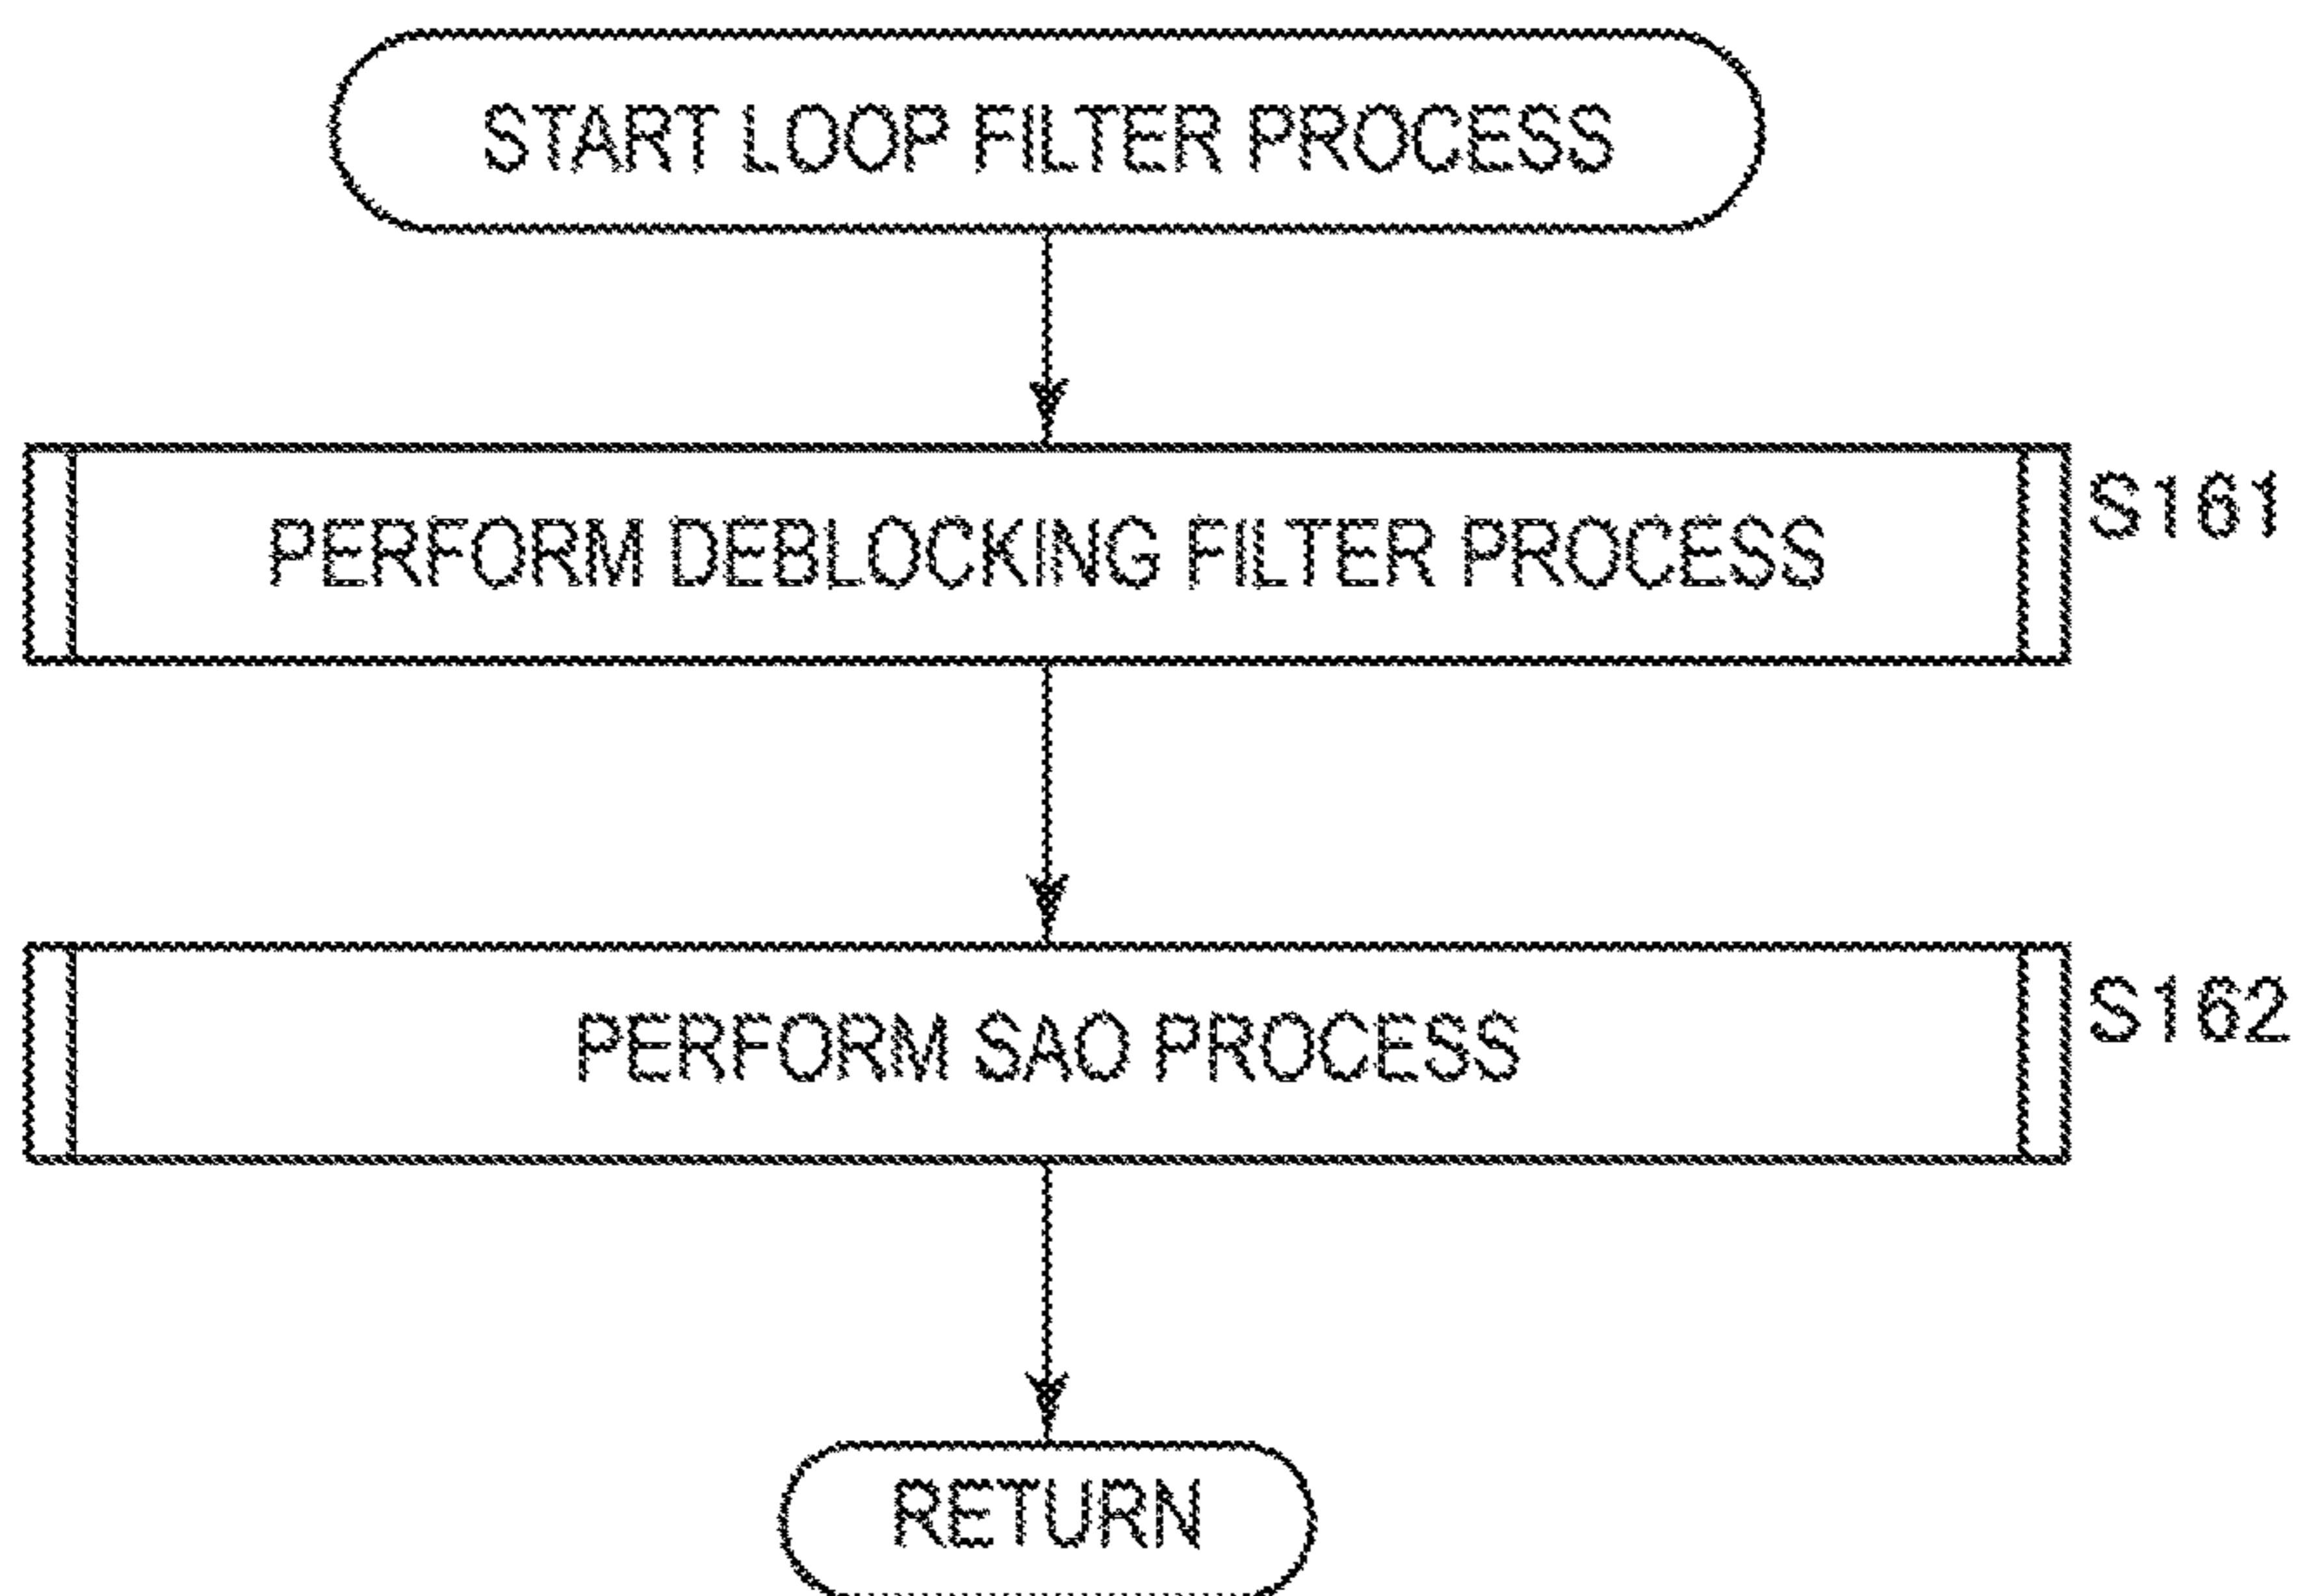 START LOOP FILTER PROCESS
PERFORM DEBLOCKING FILTER PROCESS
S161
PERFORM SAO PROCESS
S162
RETURN